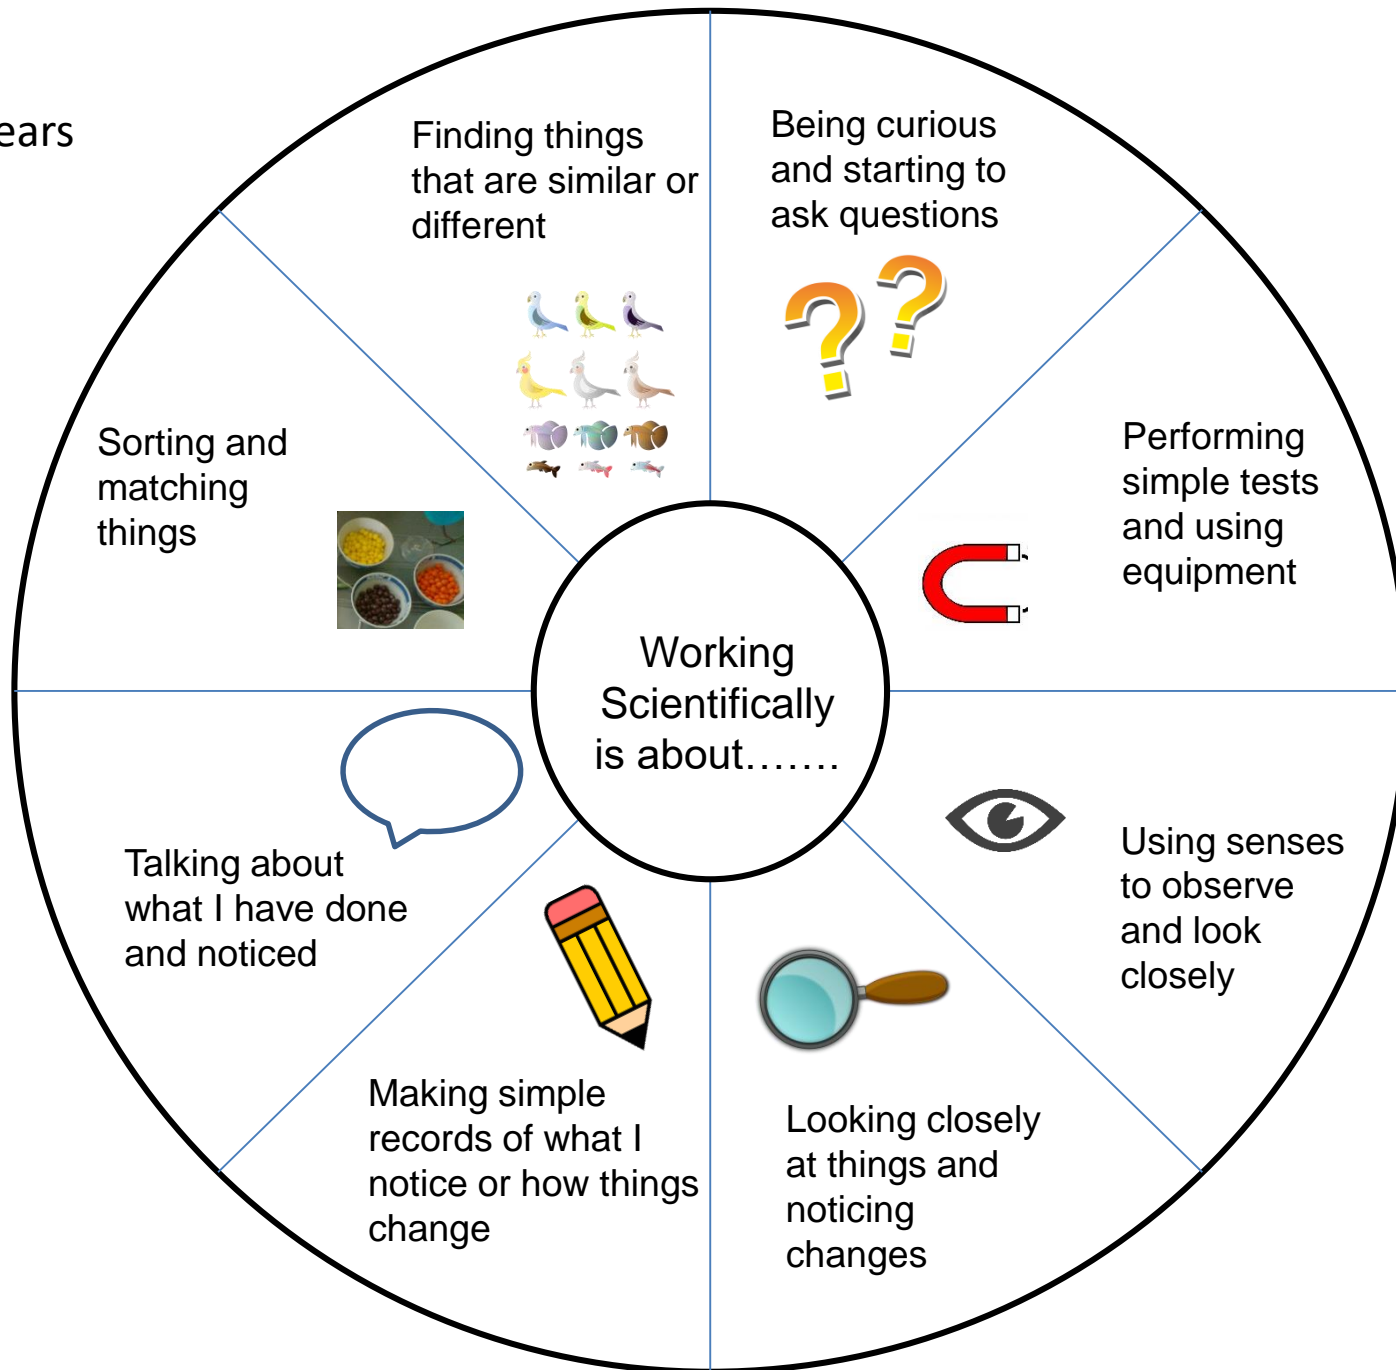 ears
Finding things
that are similar or
different
Being curious
and starting to
ask questions
Performing
simple tests
and using
equipment
Using senses
to observe
and look
closely
Looking closely
at things and
noticing
changes
Making simple
records of what I
notice or how things
change
Talking about
what I have done
and noticed
Sorting and
matching
things
Working
Scientifically
is about…….